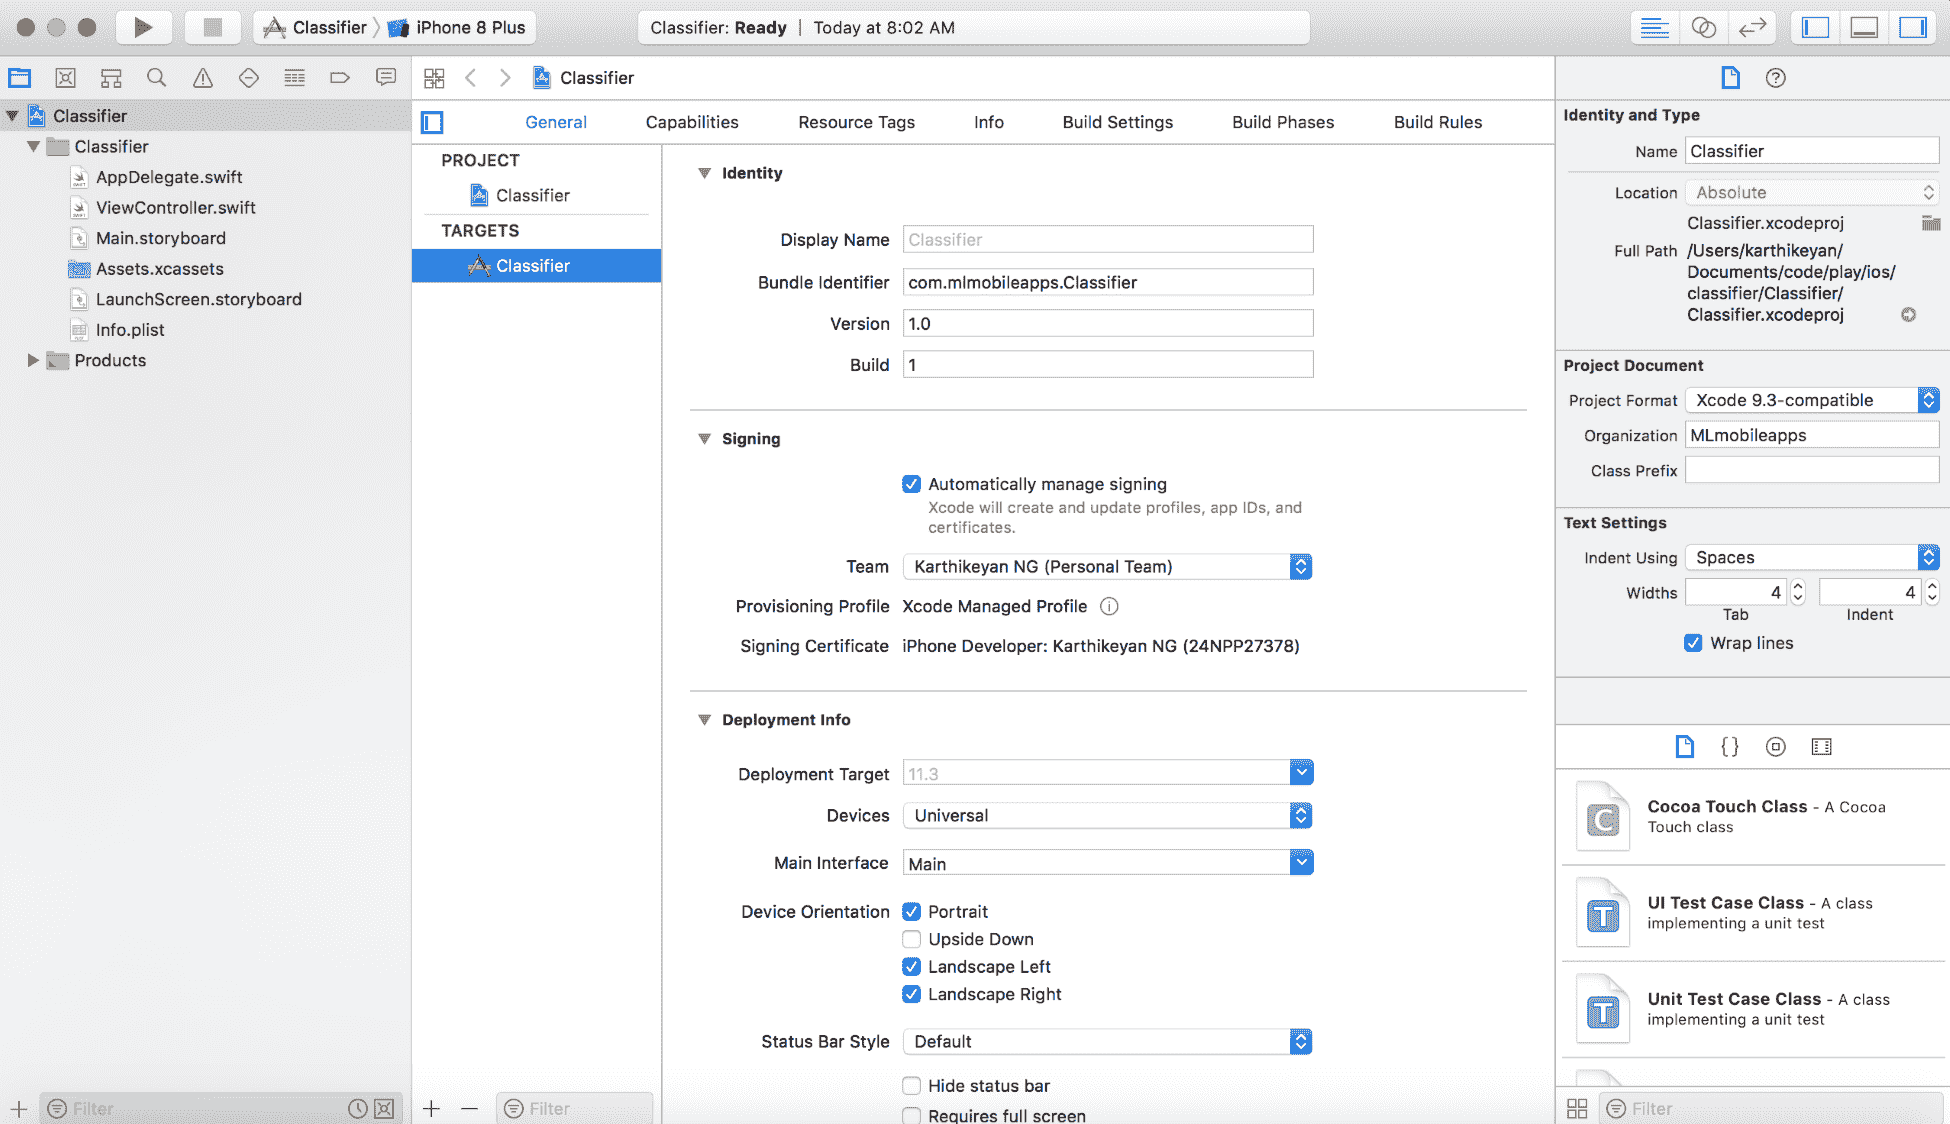 Classifier
iPhone 8 Plus
Classifier: Ready | Today at 8:02 AM
Classifier
Classifier
Classifier
AppDelegate.swift
ViewController.swift
Main.storyboard
Assets.xcassets
LaunchScreen.storyboard
Info.plist
Products
Filter
General
Capabilities
Resource Tags
Info
Build Settings
Build Phases
Build Rules
PROJECT
Classifier
TARGETS
Classifier
Filter
Identity
Display Name Classifier
Bundle Identifier com.mlmobileapps.Classifier
Version 1.0
Build 1
Signing
Automatically manage signing
Xcode will create and update profiles, app IDs, and
certificates.
Team Karthikeyan NG (Personal Team)
Provisioning Profile Xcode Managed Profile
Signing Certificate iPhone Developer: Karthikeyan NG (24NPP27378)
Deployment Info
Deployment Target 11.3
Devices Universal
Main Interface Main
Device Orientation Portrait
Upside Down
Landscape Left
Landscape Right
Status Bar Style Default
Hide status bar
Requires full screen
Identity and Type
Name Classifier
Location Absolute
Classifier.xcodeproj
Full Path /Users/karthikeyan/
Documents/code/play/ios/
classifier/Classifier/
Classifier.xcodeproj
Project Document
Project Format Xcode 9.3-compatible
Organization MLmobileapps
Class Prefix
Text Settings
Indent Using Spaces
Widths 4 4
Tab Indent
Wrap lines
{}
Cocoa Touch Class - A Cocoa
Touch class
UI Test Case Class - A class
implementing a unit test
Unit Test Case Class - A class
implementing a unit test
Filter